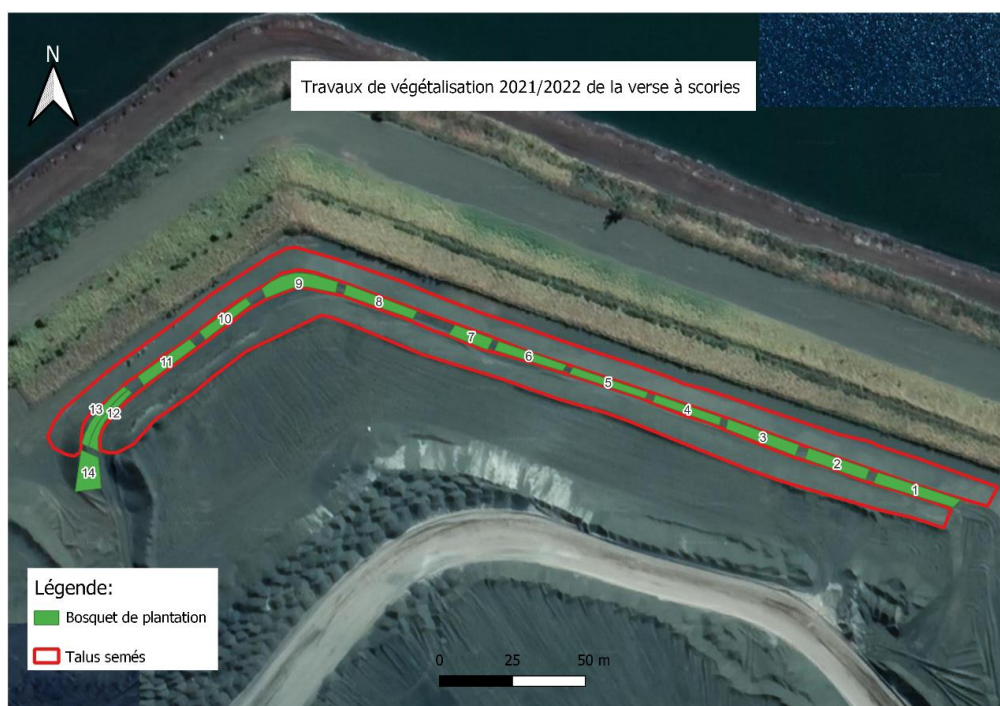 N
Travaux de végétalisation 2021/2022 de la verse à scories
9
8
10
7
6
11
5
13
12
4
3
14
2
1
Légende:
Bosquet de plantation
Talus semés
0 25 50 m